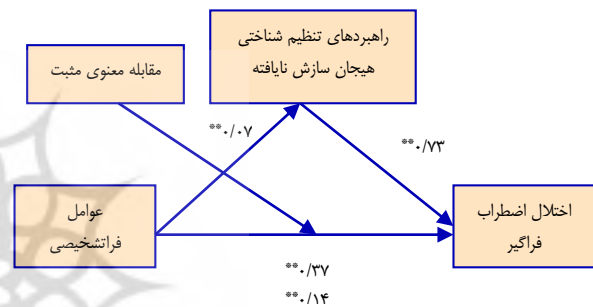 راهبردهای تنظیم شناختی
هیجان سازش نایافته
مقابله معنوی مثبت
**۰/۰۷
**۰/۷۳
عوامل
فراتشخیصی
اختلال اضطراب
فراگیر
**۰/۳۷
**۰/۱۴